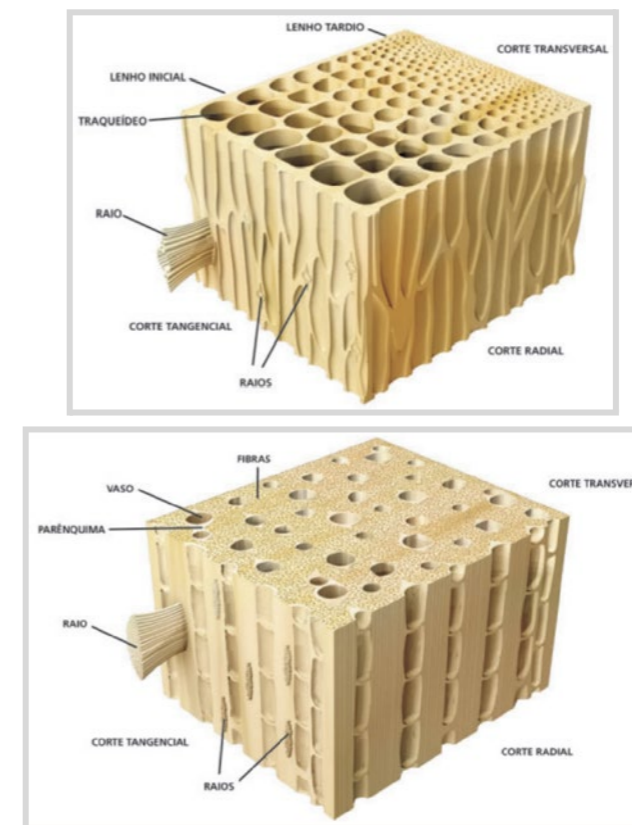 LENHO TARDIO
CORTE TRANSVERSAL
LENHO INICIAL
TRAQUEÍDEO
RAIO
CORTE TANGENCIAL
CORTE RADIAL
RAIOS
FIBRAS
VASO
CORTE TRANSVER
PARÊNQUIMA
RAIO
CORTE TANGENCIAL
CORTE RADIAL
RAIOS